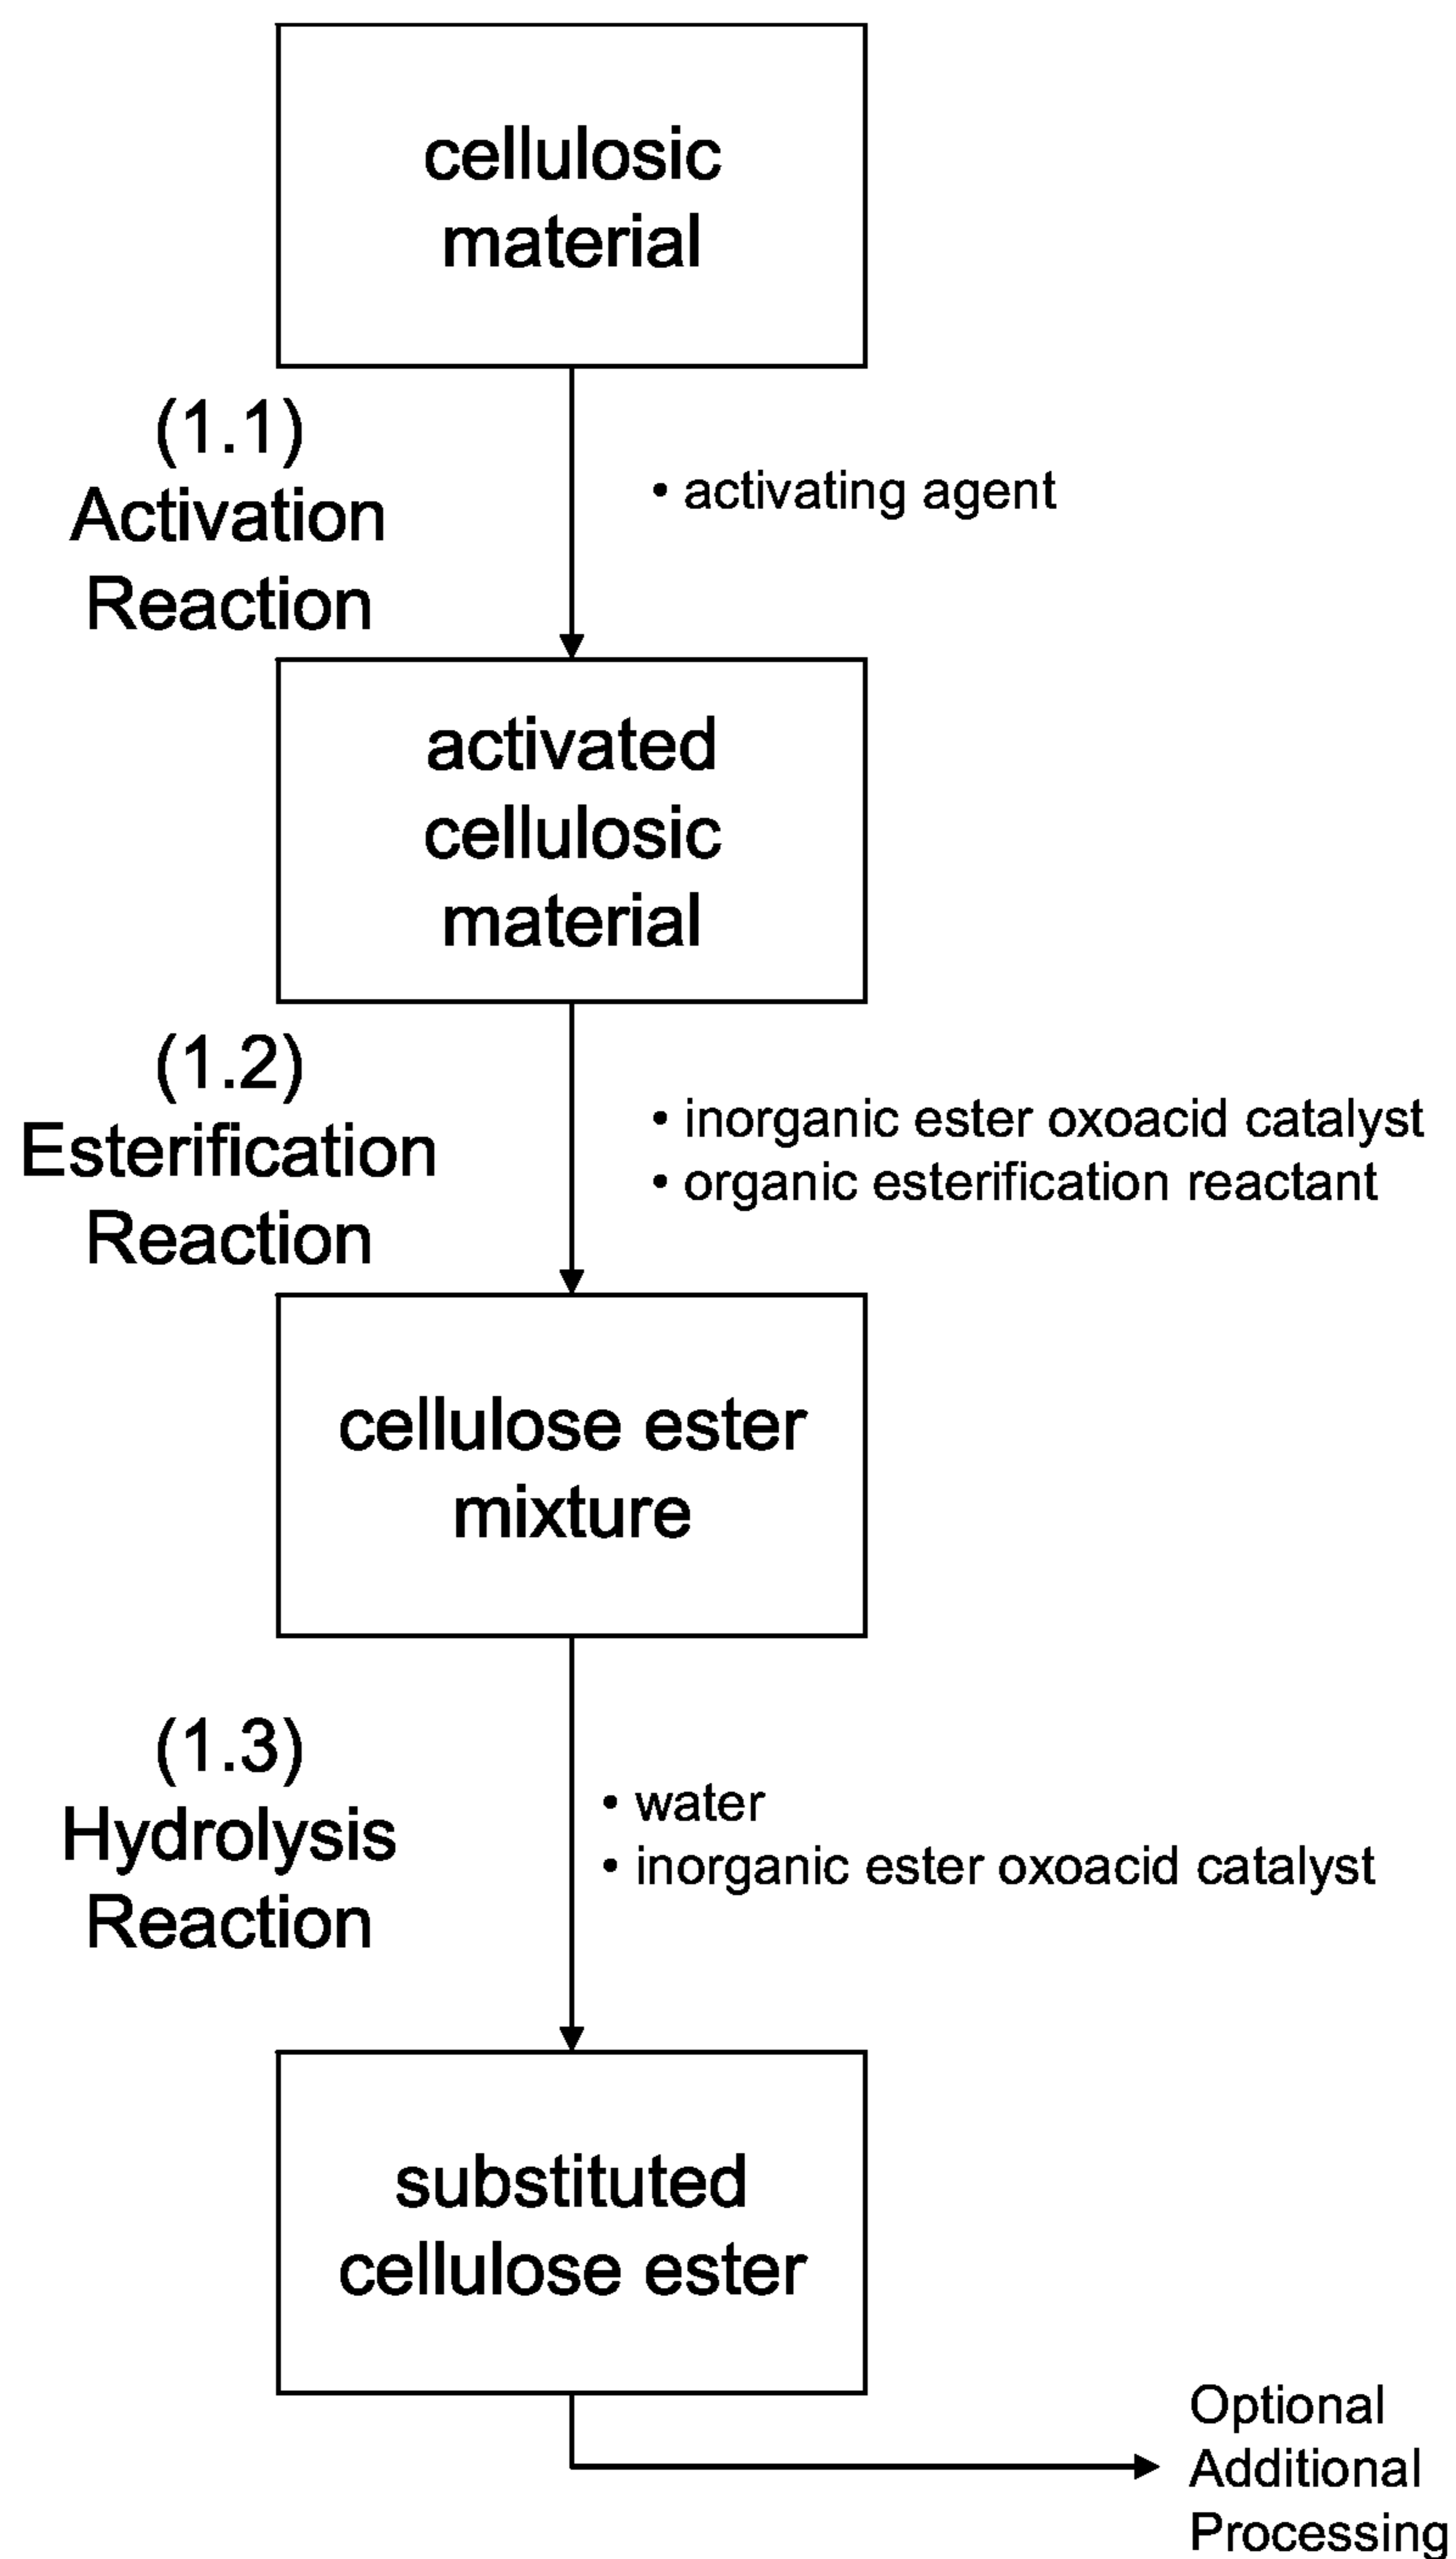 cellulosic
material
(1.1)
Activation
Reaction
• activating agent
activated
cellulosic
material
(1.2)
Esterification
Reaction
• inorganic ester oxoacid catalyst
• organic esterification reactant
cellulose ester
mixture
(1.3)
Hydrolysis
Reaction
• water
• inorganic ester oxoacid catalyst
substituted
cellulose ester
Optional
Additional
Processing